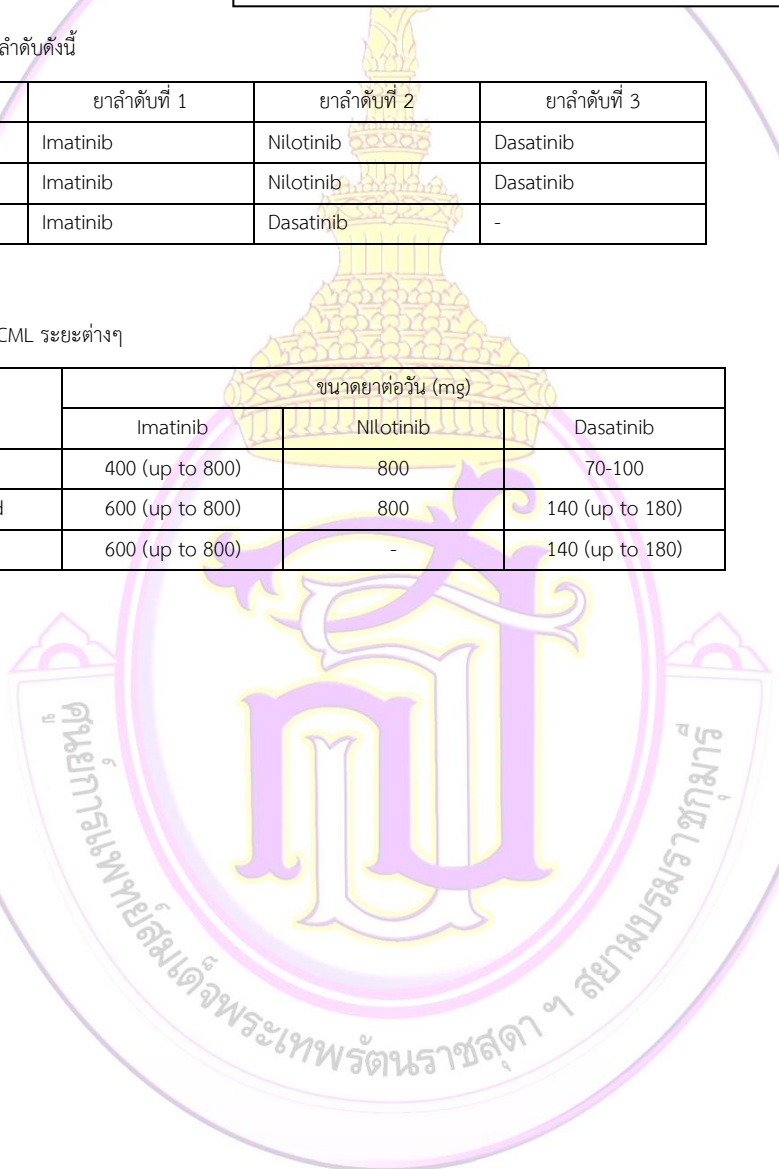 ลำดับดังนี้
ยาลำดับที่ 1 ยาลำดับที่ 2 ยาลำดับที่ 3
Imatinib Nilotinib Dasatinib
Imatinib Nilotinib Dasatinib
Imatinib Dasatinib -
CML ระยะต่างๆ
ขนาดยาต่อวัน (mg)
Imatinib NIlotinib Dasatinib
400 (up to 800) 800 70-100
600 (up to 800) 800 140 (up to 180)
600 (up to 800) - 140 (up to 180)
ศูนย์การแพทย์สมเด็จพระเทพรัตนราชสุดา ฯ สยามบรมราชกุมารี